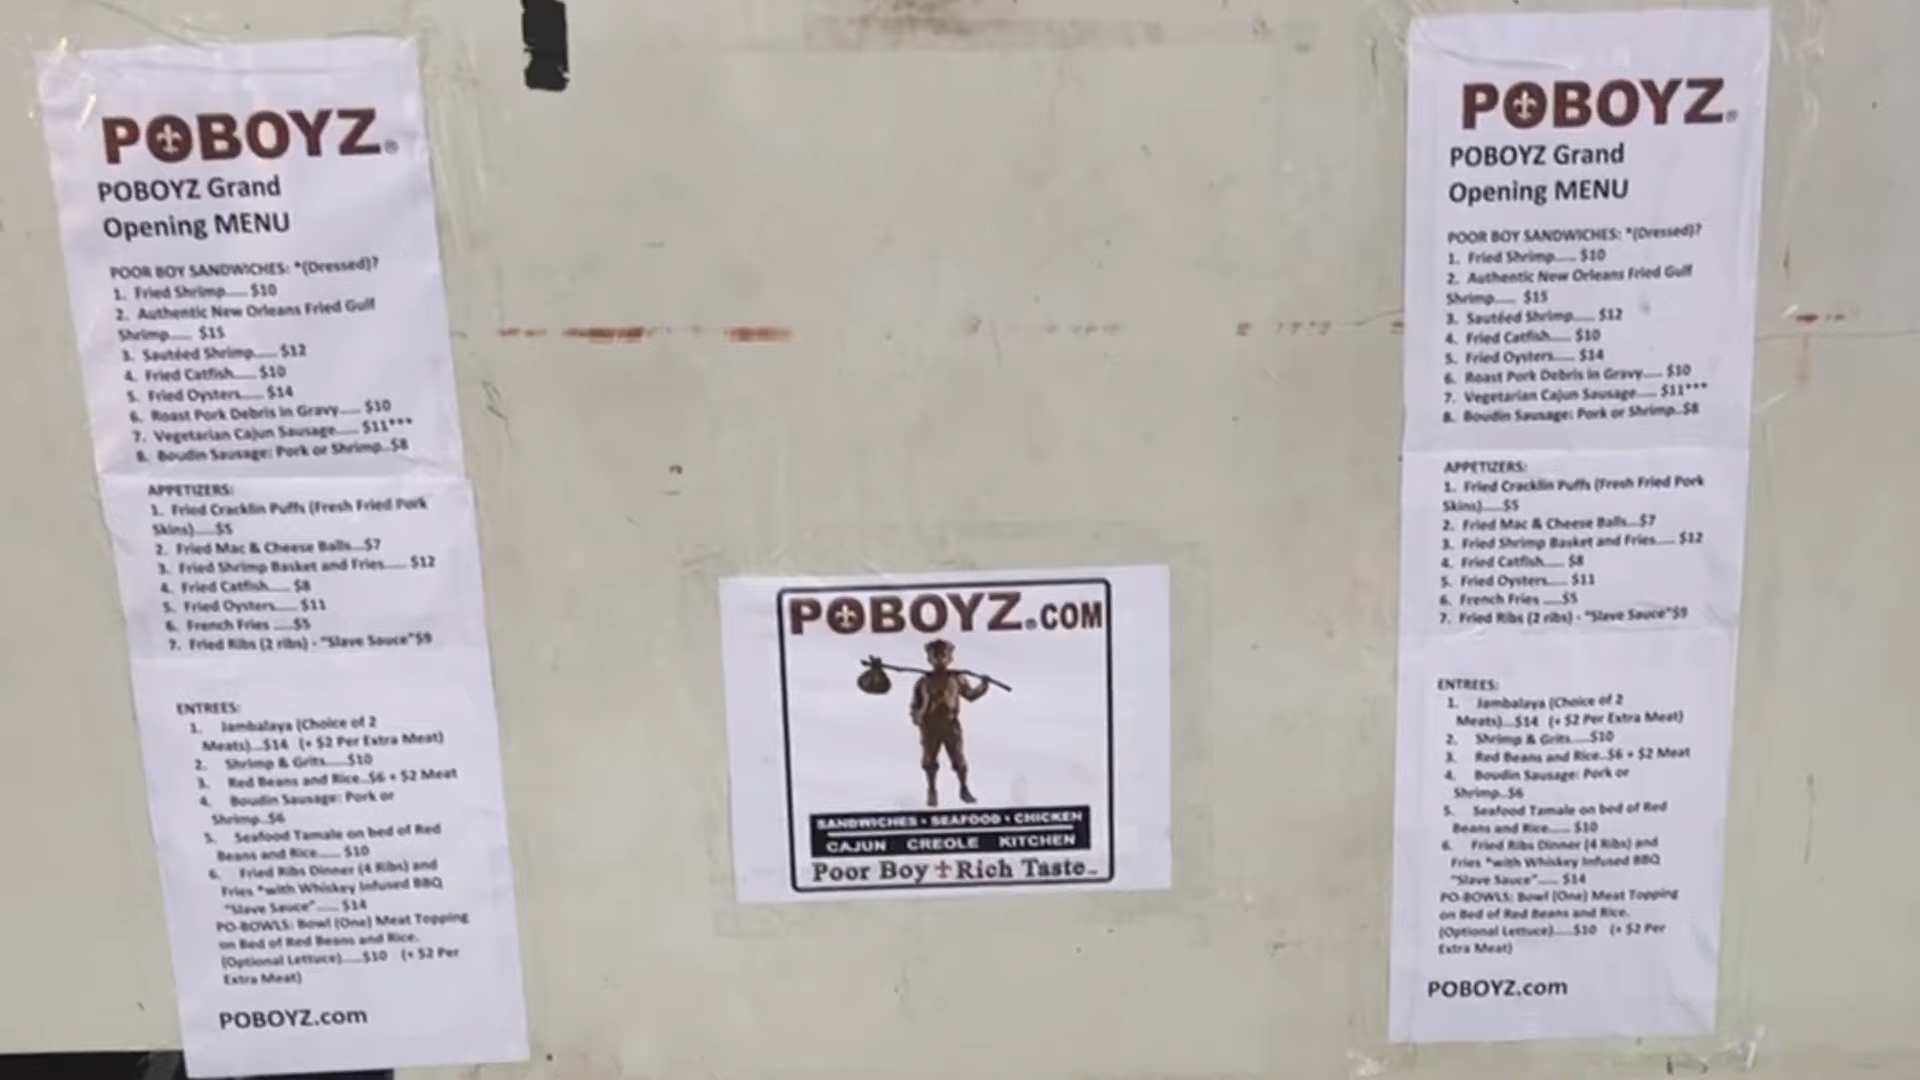 POBOYZ®
POBOYZ Grand
Opening MENU
POOR BOY SANDWICHES: *(Dressed)?
1. Fried Shrimp..... $10
2. Authentic New Orleans Fried Gulf
Shrimp..... $15
3. Sautéed Shrimp..... $12
4. Fried Catfish..... $10
5. Fried Oysters..... $14
6. Roast Pork Debris in Gravy..... $10
7. Vegetarian Cajun Sausage..... $11***
8. Boudin Sausage: Pork or Shrimp..$8
APPETIZERS:
1. Fried Cracklin Puffs (Fresh Fried Pork
Skins).....$5
2. Fried Mac & Cheese Balls...$7
3. Fried Shrimp Basket and Fries..... $12
4. Fried Catfish..... $8
5. Fried Oysters..... $11
6. French Fries .....$5
7. Fried Ribs (2 ribs) - "Slave Sauce"$9
ENTREES:
1. Jambalaya (Choice of 2
Meats)...$14 (+ $2 Per Extra Meat)
2. Shrimp & Grits.....$10
3. Red Beans and Rice..$6 + $2 Meat
4. Boudin Sausage: Pork or
Shrimp..$6
5. Seafood Tamale on bed of Red
Beans and Rice..... $10
6. Fried Ribs Dinner (4 Ribs) and
Fries *with Whiskey Infused BBQ
"Slave Sauce"..... $14
PO-BOWLS: Bowl (One) Meat Topping
on Bed of Red Beans and Rice.
(Optional Lettuce).....$10 (+ $2 Per
Extra Meat)
POBOYZ.com
POBOYZ®.COM
SANDWICHES • SEAFOOD • CHICKEN
CAJUN CREOLE KITCHEN
Poor Boy Rich Taste™
POBOYZ®
POBOYZ Grand
Opening MENU
POOR BOY SANDWICHES: *(Dressed)?
1. Fried Shrimp..... $10
2. Authentic New Orleans Fried Gulf
Shrimp..... $15
3. Sautéed Shrimp..... $12
4. Fried Catfish..... $10
5. Fried Oysters..... $14
6. Roast Pork Debris in Gravy..... $10
7. Vegetarian Cajun Sausage..... $11***
8. Boudin Sausage: Pork or Shrimp..$8
APPETIZERS:
1. Fried Cracklin Puffs (Fresh Fried Pork
Skins).....$5
2. Fried Mac & Cheese Balls...$7
3. Fried Shrimp Basket and Fries..... $12
4. Fried Catfish..... $8
5. Fried Oysters..... $11
6. French Fries .....$5
7. Fried Ribs (2 ribs) - "Slave Sauce"$9
ENTREES:
1. Jambalaya (Choice of 2
Meats)...$14 (+ $2 Per Extra Meat)
2. Shrimp & Grits.....$10
3. Red Beans and Rice..$6 + $2 Meat
4. Boudin Sausage: Pork or
Shrimp..$6
5. Seafood Tamale on bed of Red
Beans and Rice..... $10
6. Fried Ribs Dinner (4 Ribs) and
Fries *with Whiskey Infused BBQ
"Slave Sauce"..... $14
PO-BOWLS: Bowl (One) Meat Topping
on Bed of Red Beans and Rice.
(Optional Lettuce).....$10 (+ $2 Per
Extra Meat)
POBOYZ.com